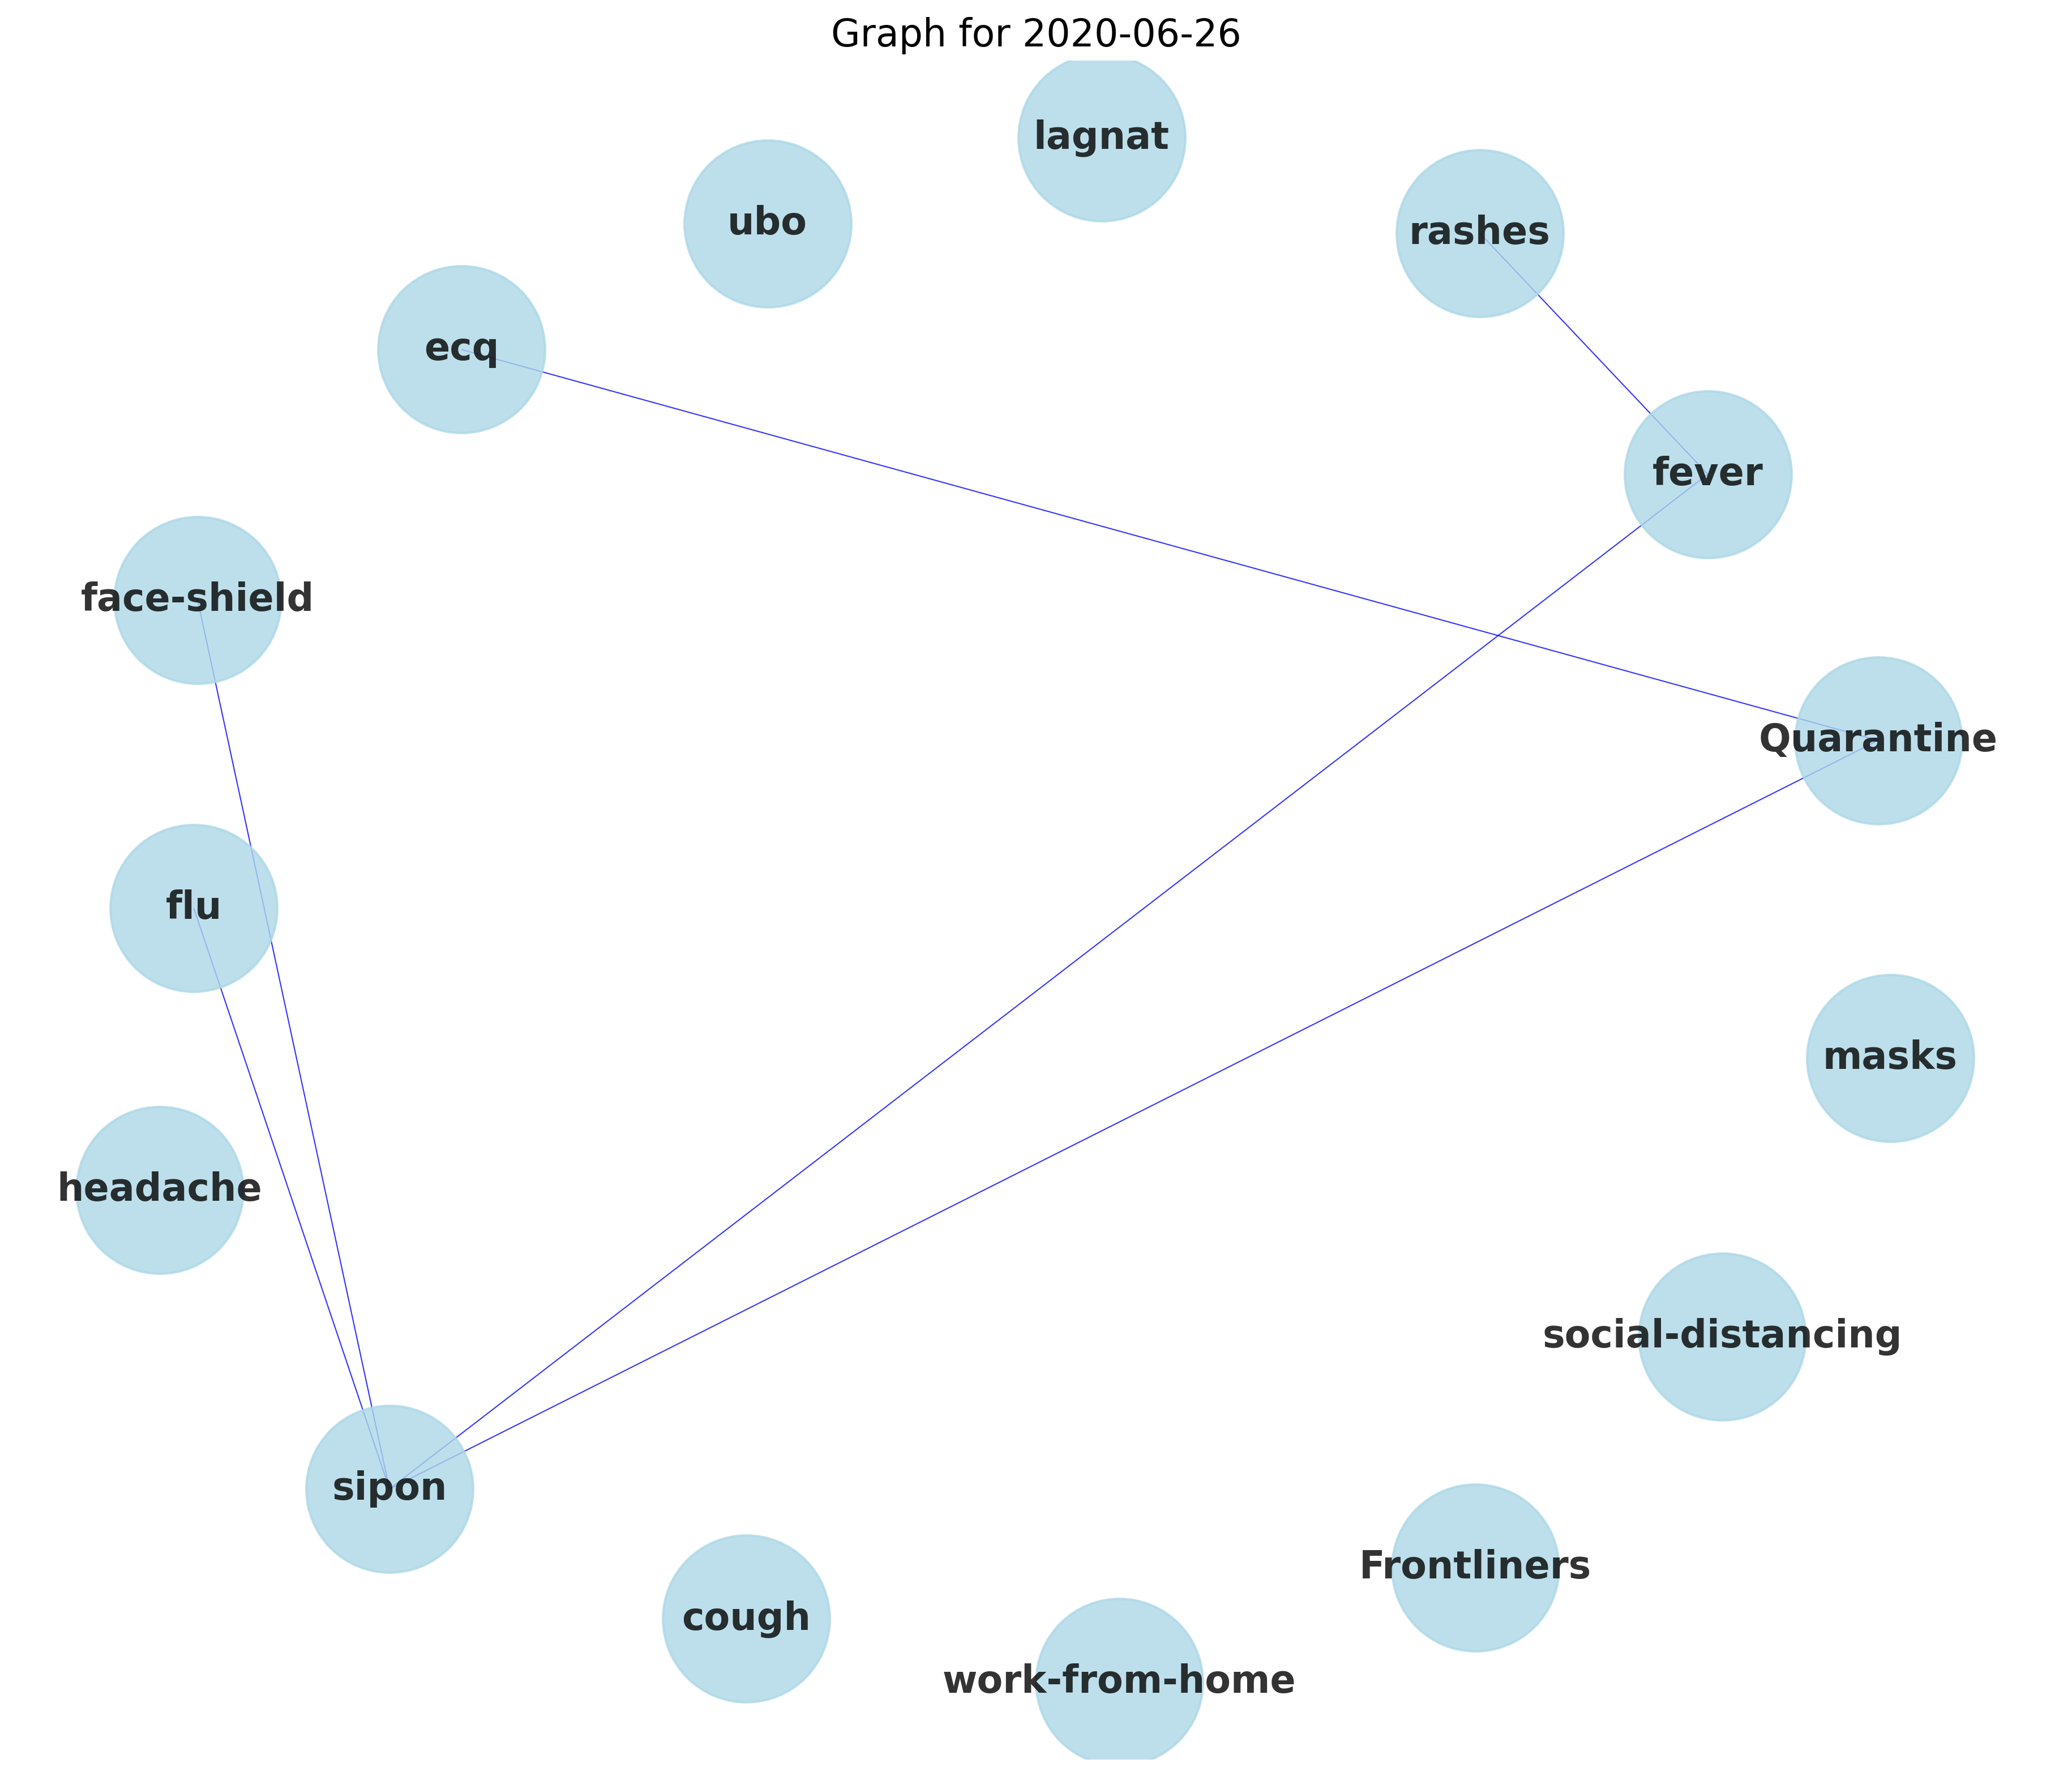 Graph for 2020-06-26
lagnat
ubo
rashes
ecq
fever
face-shield
Quarantine
flu
masks
headache
social-distancing
sipon
Frontliners
cough
work-from-home